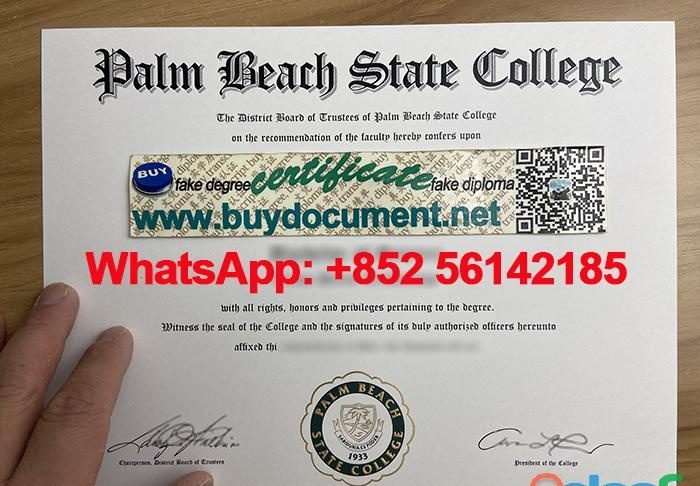 Palm Beach State College
The District Board of Trustees of Palm Beach State College
on the recommendation of the faculty hereby confers upon
BUY
fake degree certificate fake diploma
www.buydocument.net
WhatsApp: +852 56142185
with all rights, honors and privileges pertaining to the degree.
Witness the seal of the College and the signatures of its duly authorized officers hereunto
affixed thi
PALM BEACH
STATE COLLEGE
1933
Chairperson, District Board of Trustees
President of the College